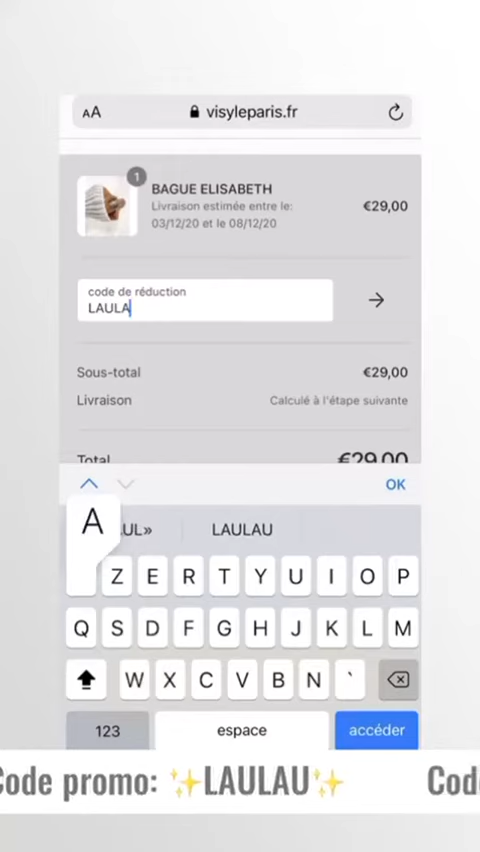 AA visyleparis.fr
1
BAGUE ELISABETH
Livraison estimée entre le:
03/12/20 et le 08/12/20
€29,00
code de réduction
LAULA
Sous-total €29,00
Livraison Calculé à l'étape suivante
Total €29,00
OK
A UL» LAULAU
Z E R T Y U I O P
Q S D F G H J K L M
W X C V B N `
123 espace accéder
Code promo: ✨LAULAU✨ Cod